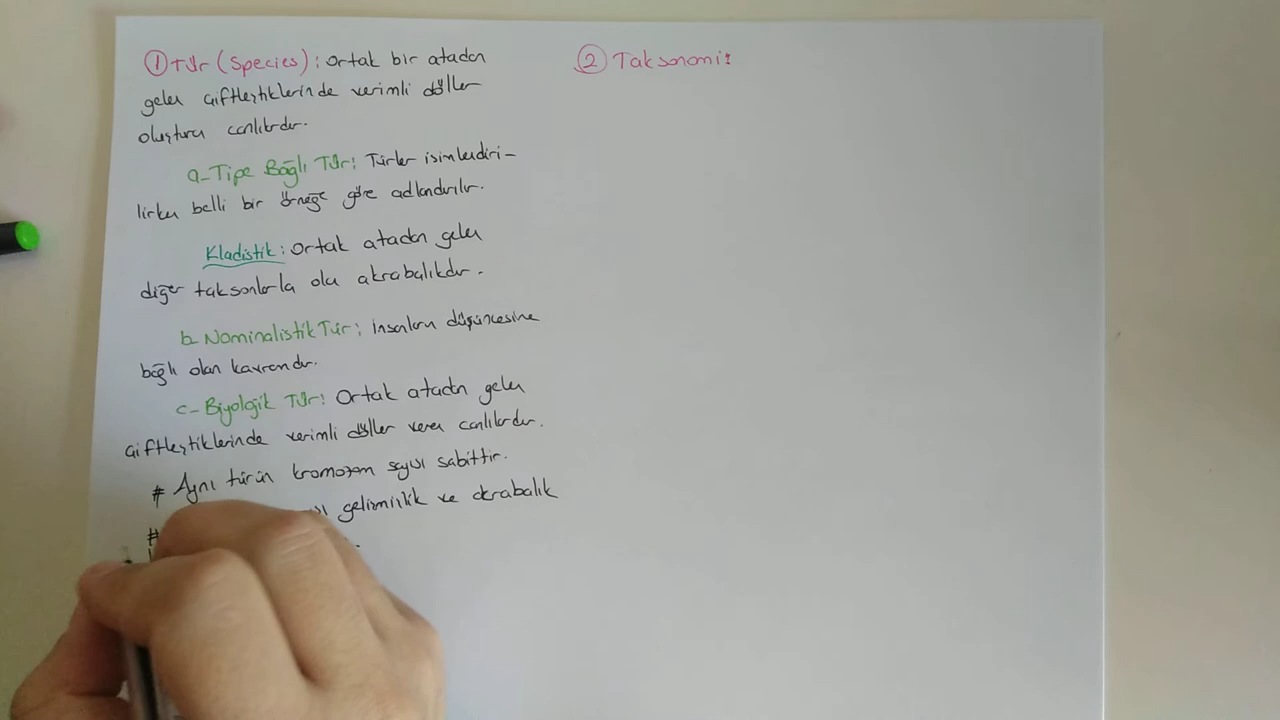 ① Tür (Species): Ortak bir atadan
gelen çiftleştiklerinde verimli döller
oluşturan canlılardır.
a- Tipe Bağlı Tür: Türler isimlendiri-
lirken belli bir örneğe göre adlandırılır.
Kladistik: Ortak atadan gelen
diğer taksonlarla olan akrabalıkdır.
b- Nominalistik Tür: İnsanların düşüncesine
bağlı olan kavramdır.
c- Biyolojik Tür: Ortak atadan gelen
çiftleştiklerinde verimli döller veren canlılardır.
# Aynı türün kromozom sayısı sabittir.
# gelişmişlik ve akrabalık
② Taksonomi: